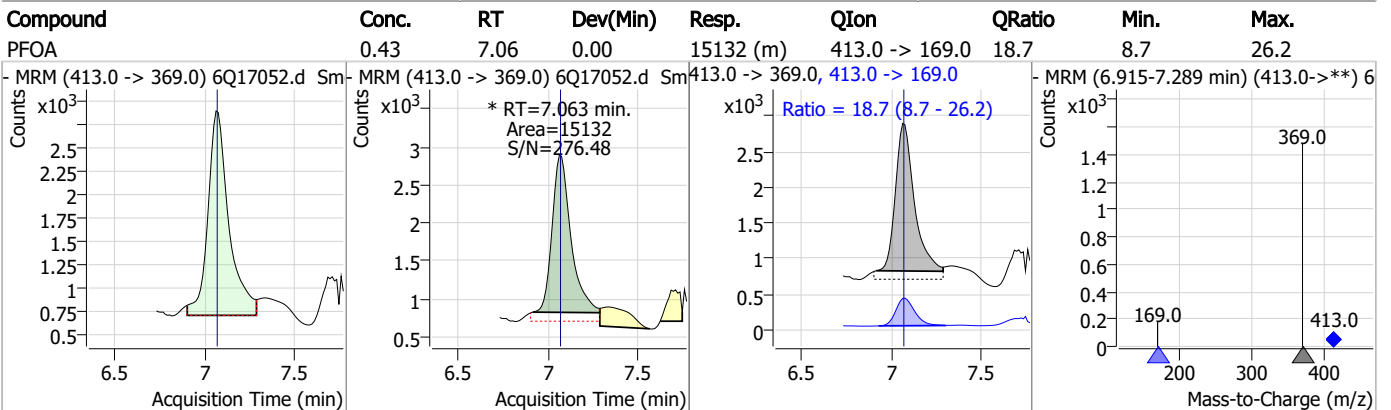 Compound Conc. RT Dev(Min) Resp. QIon QRatio Min. Max.
PFOA 0.43 7.06 0.00 15132 (m) 413.0 -> 169.0 18.7 8.7 26.2
- MRM (413.0 -> 369.0) 6Q17052.d Sm
Counts
x10³
2.5
2.25
2
1.75
1.5
1.25
1
0.75
0.5
6.5 7 7.5
Acquisition Time (min)
- MRM (413.0 -> 369.0) 6Q17052.d Sm
Counts
x10³
* RT=7.063 min.
Area=15132
S/N=276.48
3
2.5
2
1.5
1
0.5
6.5 7 7.5
Acquisition Time (min)
413.0 -> 369.0, 413.0 -> 169.0
x10³
Ratio = 18.7 (8.7 - 26.2)
2.5
2
1.5
1
0.5
0
6.5 7 7.5
Acquisition Time (min)
- MRM (6.915-7.289 min) (413.0->**) 6
Counts
x10³
369.0
1.4
1.2
1
0.8
0.6
0.4
0.2
0
169.0
413.0
200 300 400
Mass-to-Charge (m/z)